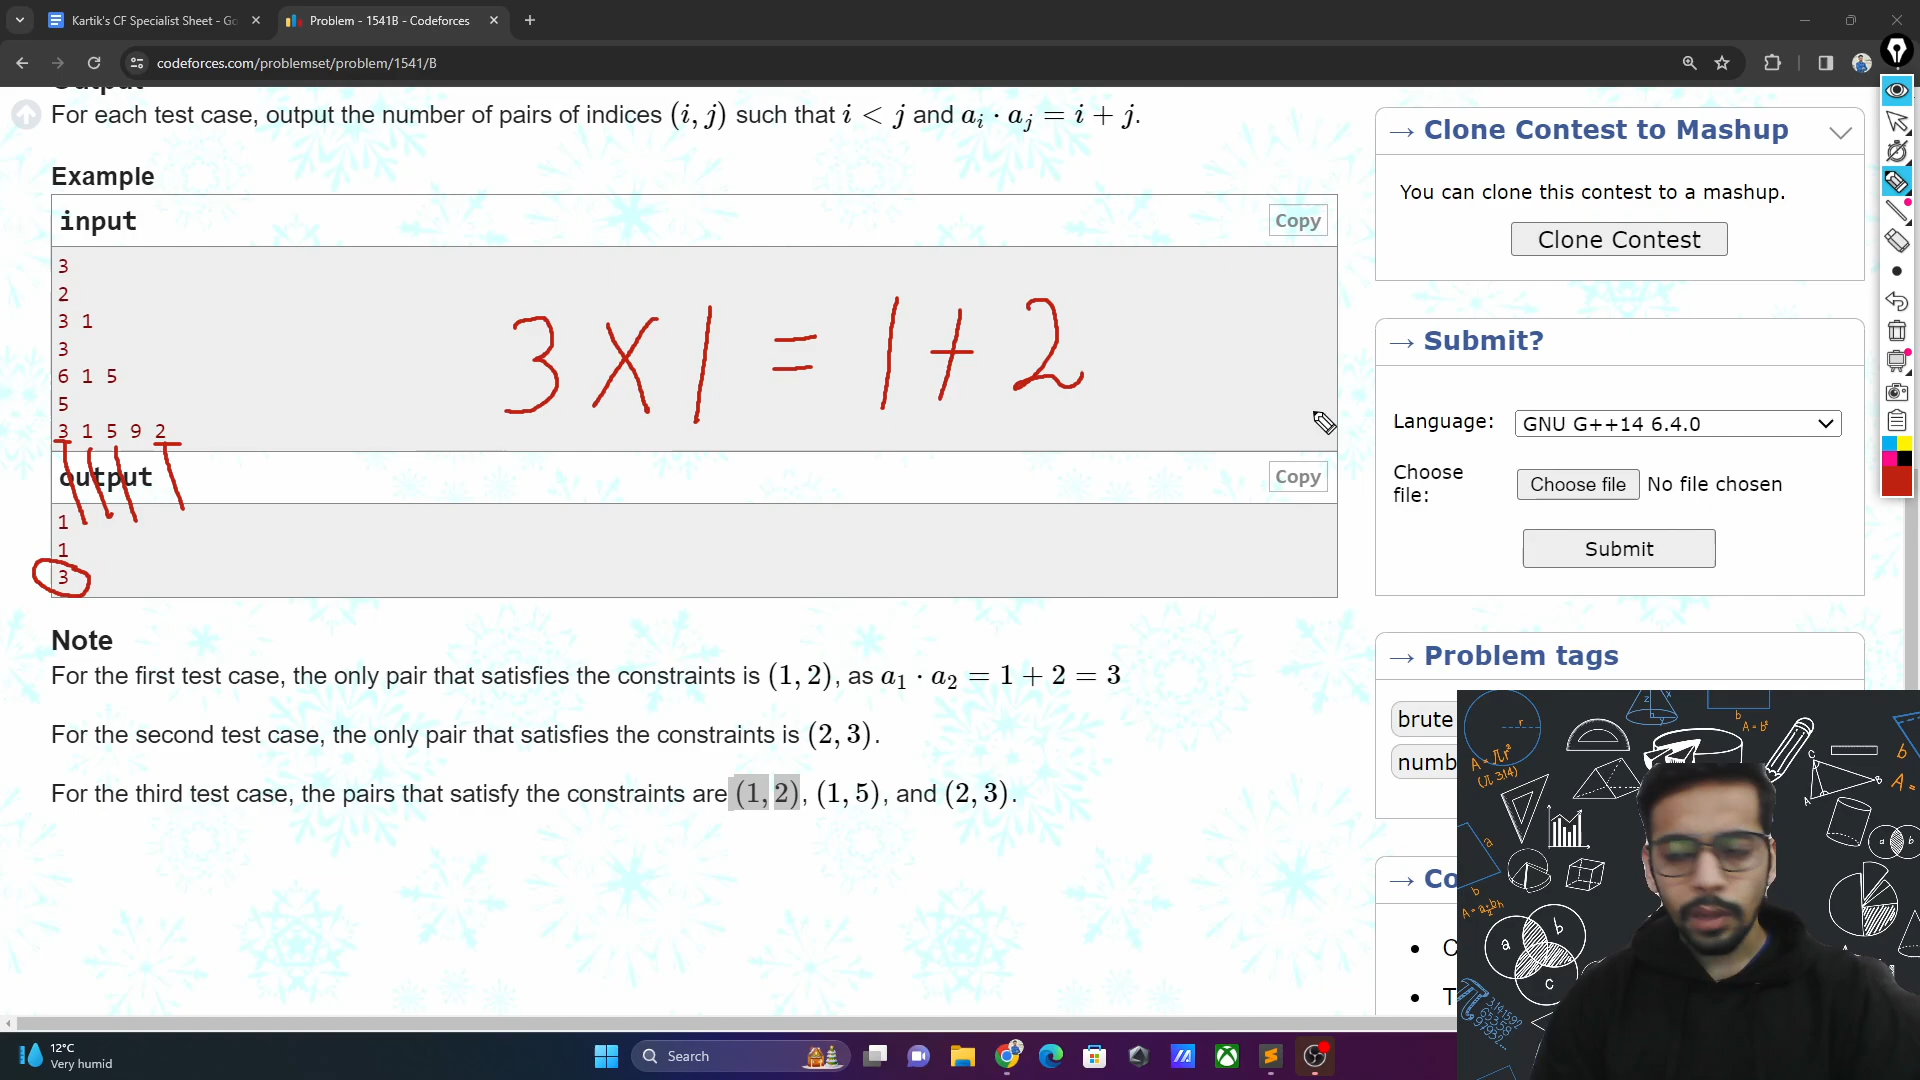 Kartik's CF Specialist Sheet - Go
Problem - 1541B - Codeforces
codeforces.com/problemset/problem/1541/B
Output
For each test case, output the number of pairs of indices (i, j) such that i < j and a_i · a_j = i + j.
Example
input
Copy
3
2
3 1
3
6 1 5
5
3 1 5 9 2
3 X 1 = 1 + 2
output
Copy
1
1
3
Note
For the first test case, the only pair that satisfies the constraints is (1, 2), as a_1 · a_2 = 1 + 2 = 3
For the second test case, the only pair that satisfies the constraints is (2, 3).
For the third test case, the pairs that satisfy the constraints are (1, 2), (1, 5), and (2, 3).
→ Clone Contest to Mashup
You can clone this contest to a mashup.
Clone Contest
→ Submit?
Language:
GNU G++14 6.4.0
Choose
file:
Choose file
No file chosen
Submit
→ Problem tags
brute
numb
→ Co
12°C
Very humid
Search